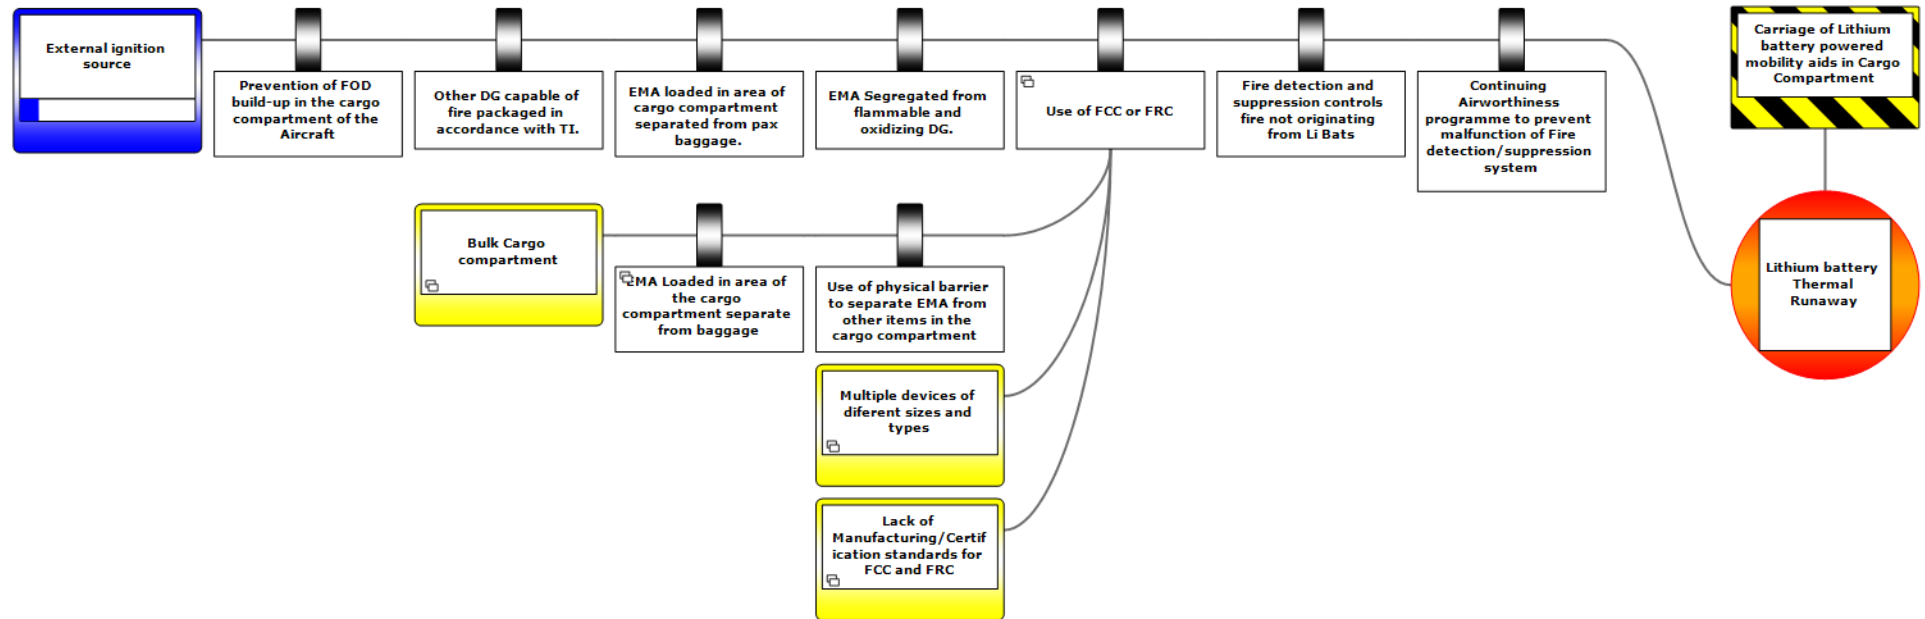 External ignition
source
Prevention of FOD
build-up in the cargo
compartment of the
Aircraft
Other DG capable of
fire packaged in
accordance with TI.
EMA loaded in area of
cargo compartment
separated from pax
baggage.
EMA Segregated from
flammable and
oxidizing DG.
Use of FCC or FRC
Fire detection and
suppression controls
fire not originating
from Li Bats
Continuing
Airworthiness
programme to prevent
malfunction of Fire
detection/suppression
system
Carriage of Lithium
battery powered
mobility aids in Cargo
Compartment
Bulk Cargo
compartment
EMA Loaded in area of
the cargo
compartment separate
from baggage
Use of physical barrier
to separate EMA from
other items in the
cargo compartment
Lithium battery
Thermal
Runaway
Multiple devices of
diferent sizes and
types
Lack of
Manufacturing/Certif
ication standards for
FCC and FRC